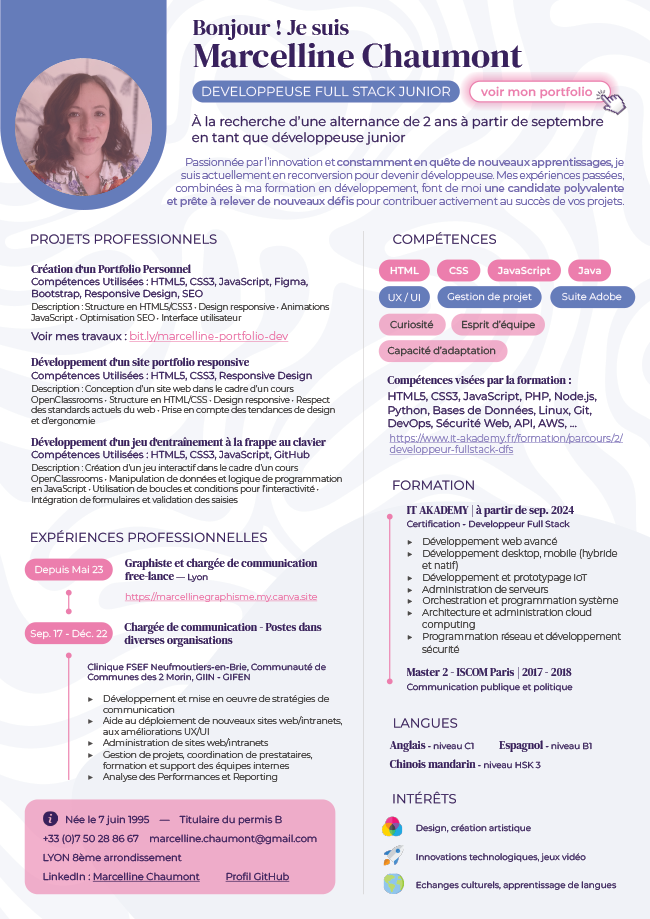 Bonjour ! Je suis
Marcelline Chaumont
DEVELOPPEUSE FULL STACK JUNIOR
voir mon portfolio
À la recherche d'une alternance de 2 ans à partir de septembre
en tant que développeuse junior
Passionnée par l'innovation et constamment en quête de nouveaux apprentissages, je
suis actuellement en reconversion pour devenir développeuse. Mes expériences passées,
combinées à ma formation en développement, font de moi une candidate polyvalente
et prête à relever de nouveaux défis pour contribuer activement au succès de vos projets.
PROJETS PROFESSIONNELS
Création d'un Portfolio Personnel
Compétences Utilisées : HTML5, CSS3, JavaScript, Figma,
Bootstrap, Responsive Design, SEO
Description : Structure en HTML5/CSS3 · Design responsive · Animations
JavaScript · Optimisation SEO · Interface utilisateur
Voir mes travaux : bit.ly/marcelline-portfolio-dev
Développement d'un site portfolio responsive
Compétences Utilisées : HTML5, CSS3, Responsive Design
Description : Conception d'un site web dans le cadre d'un cours
OpenClassrooms · Structure en HTML/CSS · Design responsive · Respect
des standards actuels du web · Prise en compte des tendances de design
et d'ergonomie
Développement d'un jeu d'entraînement à la frappe au clavier
Compétences Utilisées : HTML5, CSS3, JavaScript, GitHub
Description : Création d'un jeu interactif dans le cadre d'un cours
OpenClassrooms · Manipulation de données et logique de programmation
en JavaScript · Utilisation de boucles et conditions pour l'interactivité ·
Intégration de formulaires et validation des saisies
EXPÉRIENCES PROFESSIONNELLES
Depuis Mai 23
Graphiste et chargée de communication
free-lance — Lyon
https://marcellinegraphisme.my.canva.site
Sep. 17 - Déc. 22
Chargée de communication - Postes dans
diverses organisations
Clinique FSEF Neufmoutiers-en-Brie, Communauté de
Communes des 2 Morin, GIIN - GIFEN
► Développement et mise en oeuvre de stratégies de
communication
► Aide au déploiement de nouveaux sites web/intranets,
aux améliorations UX/UI
► Administration de sites web/intranets
► Gestion de projets, coordination de prestataires,
formation et support des équipes internes
► Analyse des Performances et Reporting
i Née le 7 juin 1995 — Titulaire du permis B
+33 (0)7 50 28 86 67 marcelline.chaumont@gmail.com
LYON 8ème arrondissement
LinkedIn : Marcelline Chaumont Profil GitHub
COMPÉTENCES
HTML CSS JavaScript Java
UX / UI Gestion de projet Suite Adobe
Curiosité Esprit d'équipe
Capacité d'adaptation
Compétences visées par la formation :
HTML5, CSS3, JavaScript, PHP, Node.js,
Python, Bases de Données, Linux, Git,
DevOps, Sécurité Web, API, AWS, ...
https://www.it-akademy.fr/formation/parcours/2/
developpeur-fullstack-dfs
FORMATION
IT AKADEMY | à partir de sep. 2024
Certification - Developpeur Full Stack
► Développement web avancé
► Développement desktop, mobile (hybride
et natif)
► Développement et prototypage IoT
► Administration de serveurs
► Orchestration et programmation système
► Architecture et administration cloud
computing
► Programmation réseau et développement
sécurité
Master 2 - ISCOM Paris | 2017 - 2018
Communication publique et politique
LANGUES
Anglais - niveau C1 Espagnol - niveau B1
Chinois mandarin - niveau HSK 3
INTÉRÊTS
Design, création artistique
Innovations technologiques, jeux vidéo
Echanges culturels, apprentissage de langues